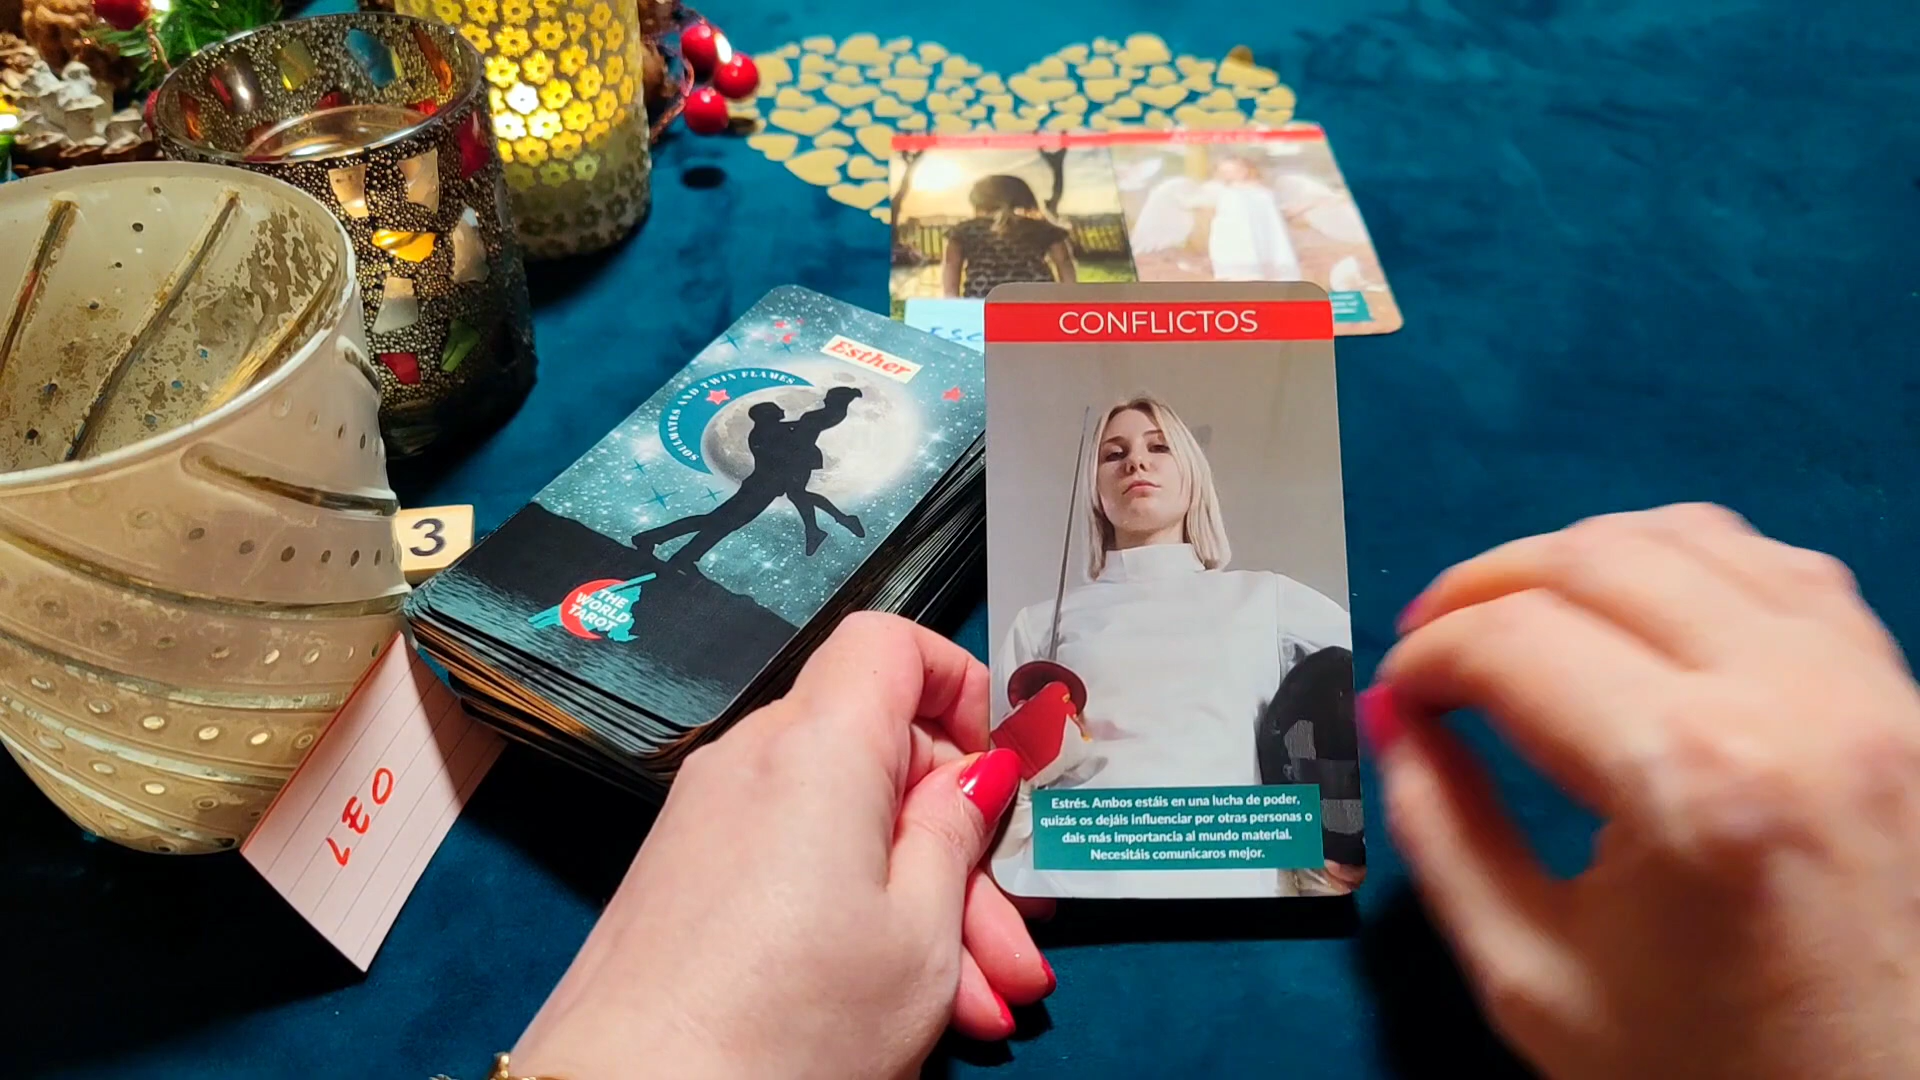 CONFLICTOS
Estrés. Ambos estáis en una lucha de poder,
quizás os dejáis influenciar por otras personas o
dais más importancia al mundo material.
Necesitáis comunicaros mejor.
Esther
SOULMATES AND TWIN FLAMES
THE
WORLD
TAROT
3
LEO